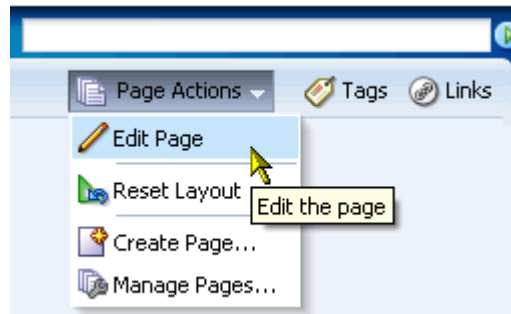 Page Actions Tags Links
Edit Page
Reset Layout
Edit the page
Create Page...
Manage Pages...